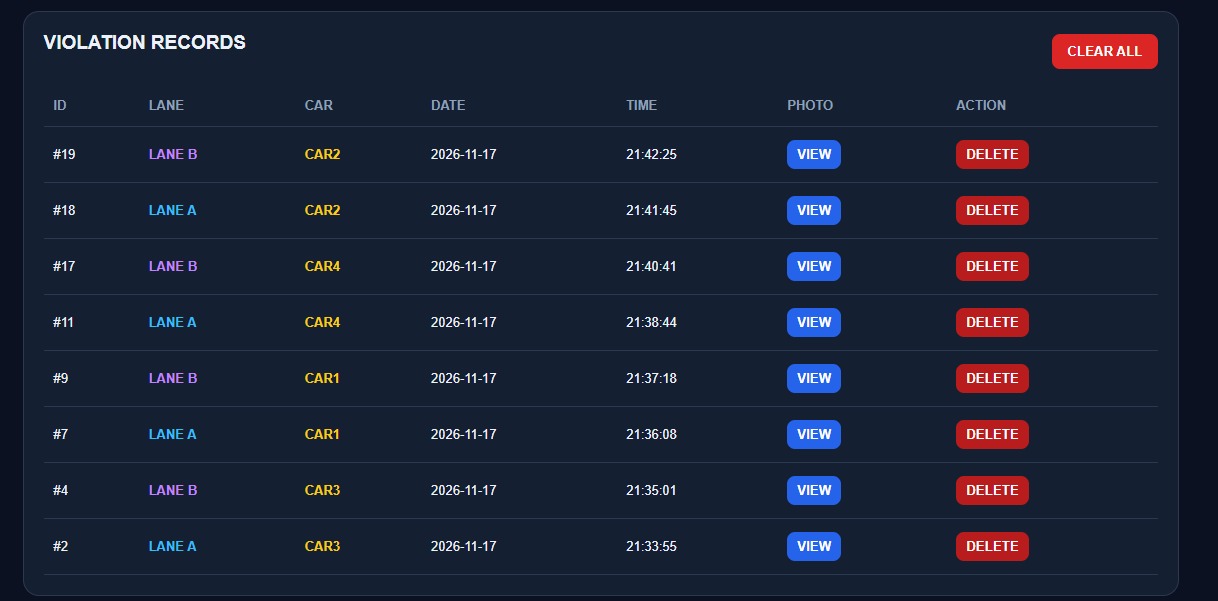 VIOLATION RECORDS
CLEAR ALL
ID LANE CAR DATE TIME PHOTO ACTION
#19 LANE B CAR2 2026-11-17 21:42:25 VIEW DELETE
#18 LANE A CAR2 2026-11-17 21:41:45 VIEW DELETE
#17 LANE B CAR4 2026-11-17 21:40:41 VIEW DELETE
#11 LANE A CAR4 2026-11-17 21:38:44 VIEW DELETE
#9 LANE B CAR1 2026-11-17 21:37:18 VIEW DELETE
#7 LANE A CAR1 2026-11-17 21:36:08 VIEW DELETE
#4 LANE B CAR3 2026-11-17 21:35:01 VIEW DELETE
#2 LANE A CAR3 2026-11-17 21:33:55 VIEW DELETE